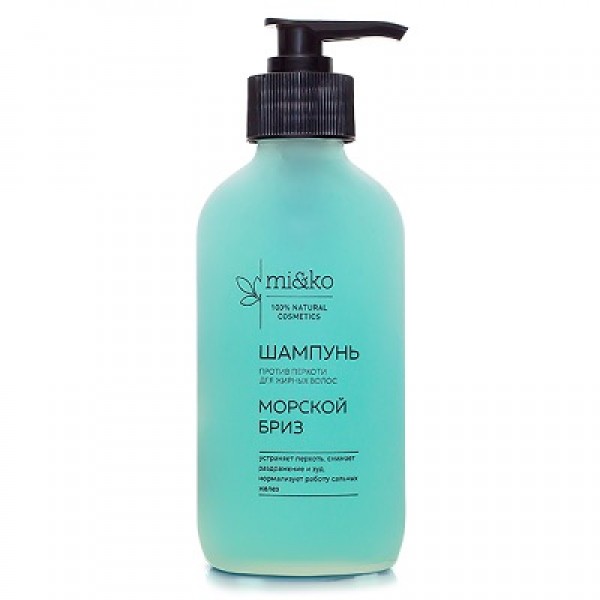 mi&ko
100% NATURAL
COSMETICS
ШАМПУНЬ
ПРОТИВ ПЕРХОТИ
ДЛЯ ЖИРНЫХ ВОЛОС
МОРСКОЙ
БРИЗ
устраняет перхоть, снимает
раздражение и зуд,
нормализует работу сальных
желез